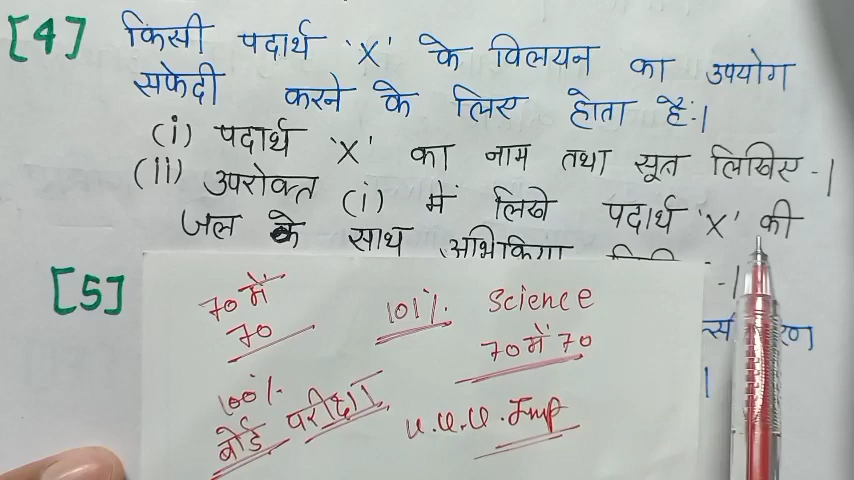 [4] किसी पदार्थ 'X' के विलयन का उपयोग
सफेदी करने के लिए होता है।
(i) पदार्थ 'X' का नाम तथा सूत्र लिखिए-।
(ii) उपरोक्त (i) में लिखे पदार्थ 'X' की
जल के साथ अभिक्रिया
[5]
70 में
70
101%
Science
70 में 70
100%
बोर्ड परीक्षा
V.V.V. Imp